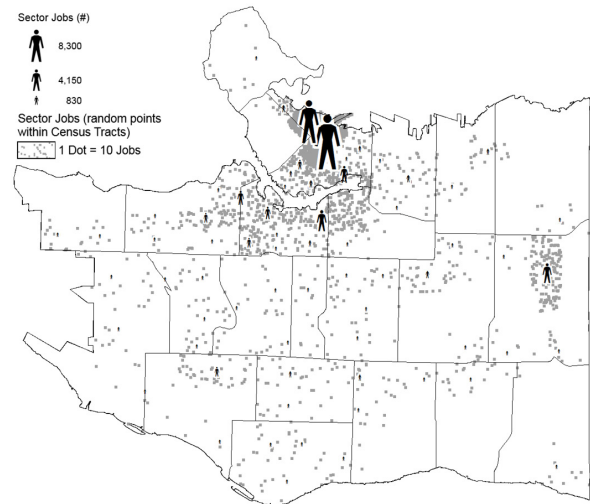 Sector Jobs (#)
8,300
4,150
830
Sector Jobs (random points
within Census Tracts)
1 Dot = 10 Jobs